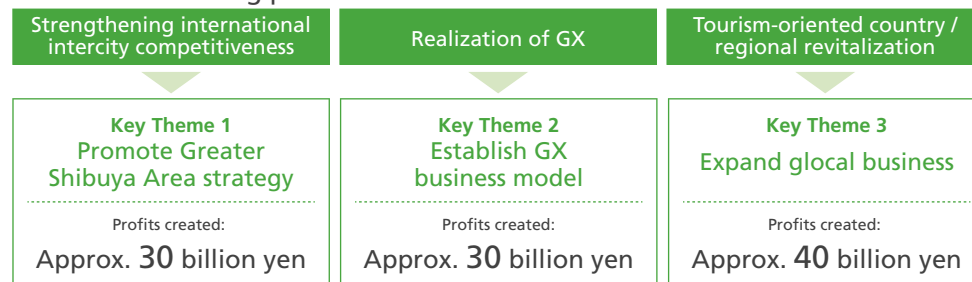 Strengthening international
intercity competitiveness
Realization of GX
Tourism-oriented country /
regional revitalization
Key Theme 1
Promote Greater
Shibuya Area strategy
Profits created:
Approx. 30 billion yen
Key Theme 2
Establish GX
business model
Profits created:
Approx. 30 billion yen
Key Theme 3
Expand glocal business
Profits created:
Approx. 40 billion yen